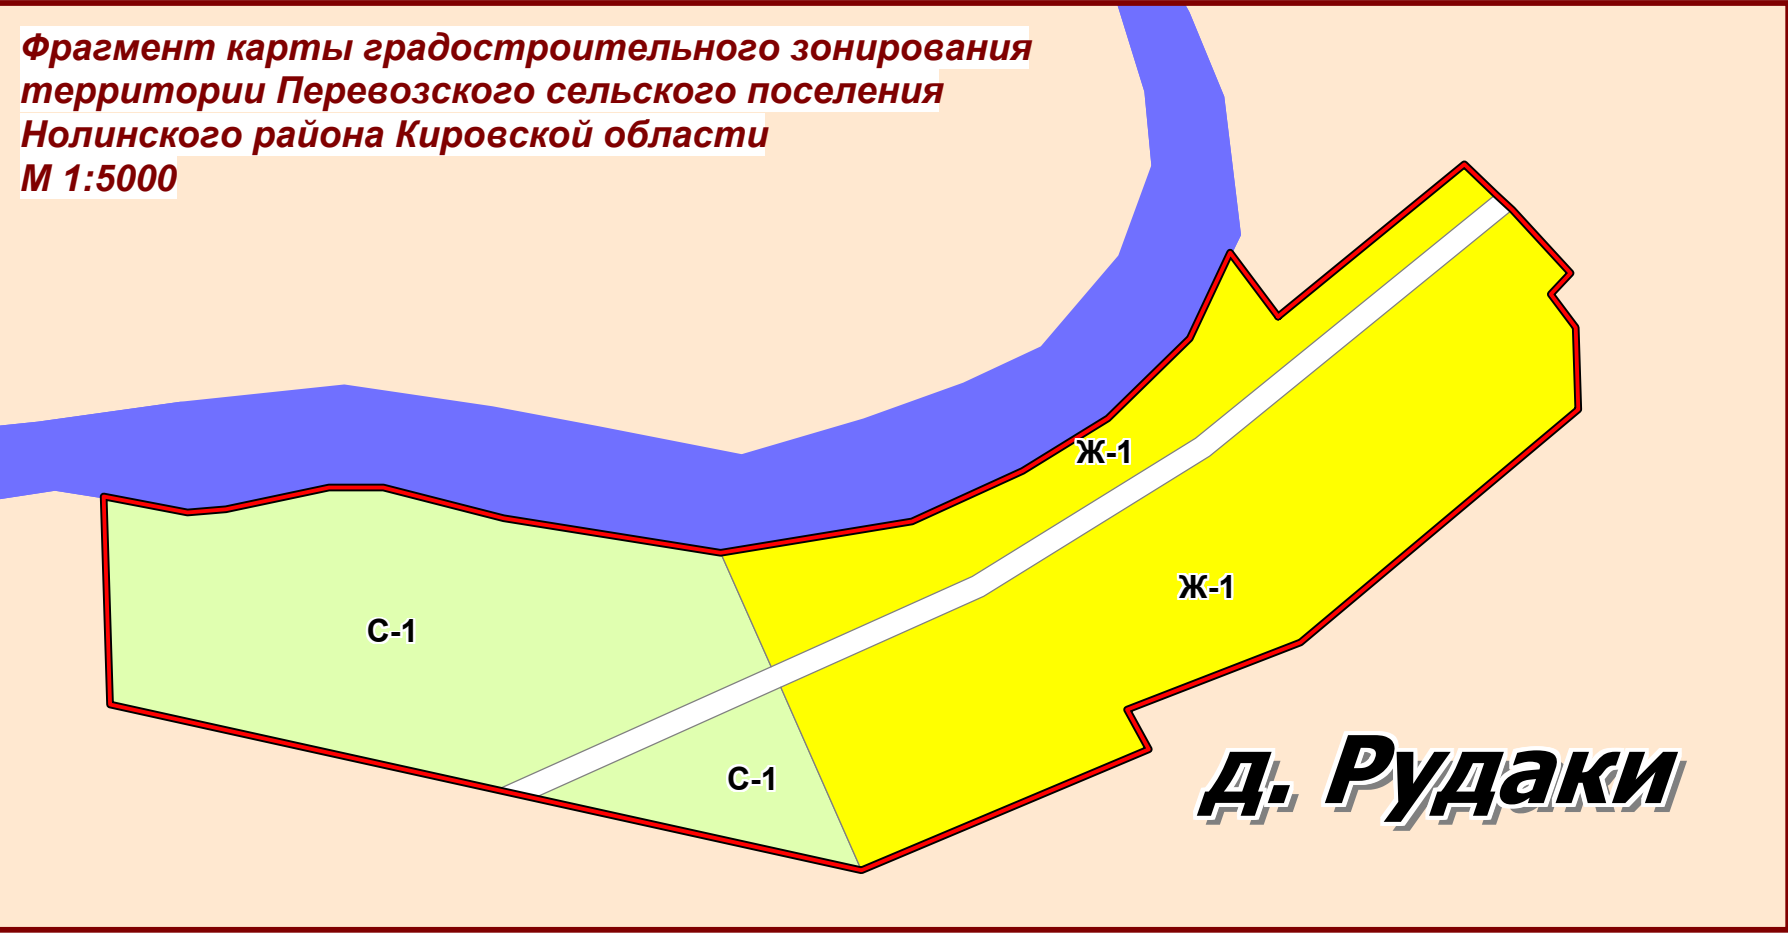 Фрагмент карты градостроительного зонирования
территории Перевозского сельского поселения
Нолинского района Кировской области
М 1:5000
Ж-1
Ж-1
С-1
С-1
д. Рудаки